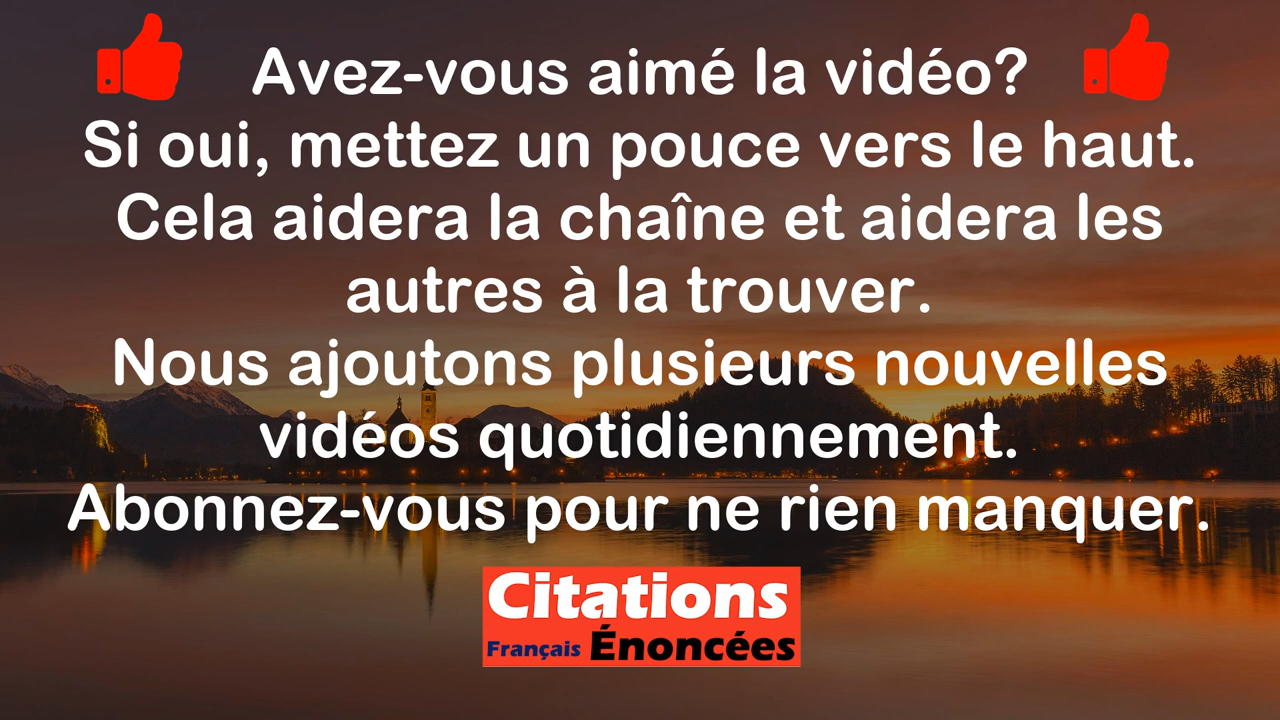 Avez-vous aimé la vidéo?
Si oui, mettez un pouce vers le haut.
Cela aidera la chaîne et aidera les
autres à la trouver.
Nous ajoutons plusieurs nouvelles
vidéos quotidiennement.
Abonnez-vous pour ne rien manquer.
Citations
Français Énoncées